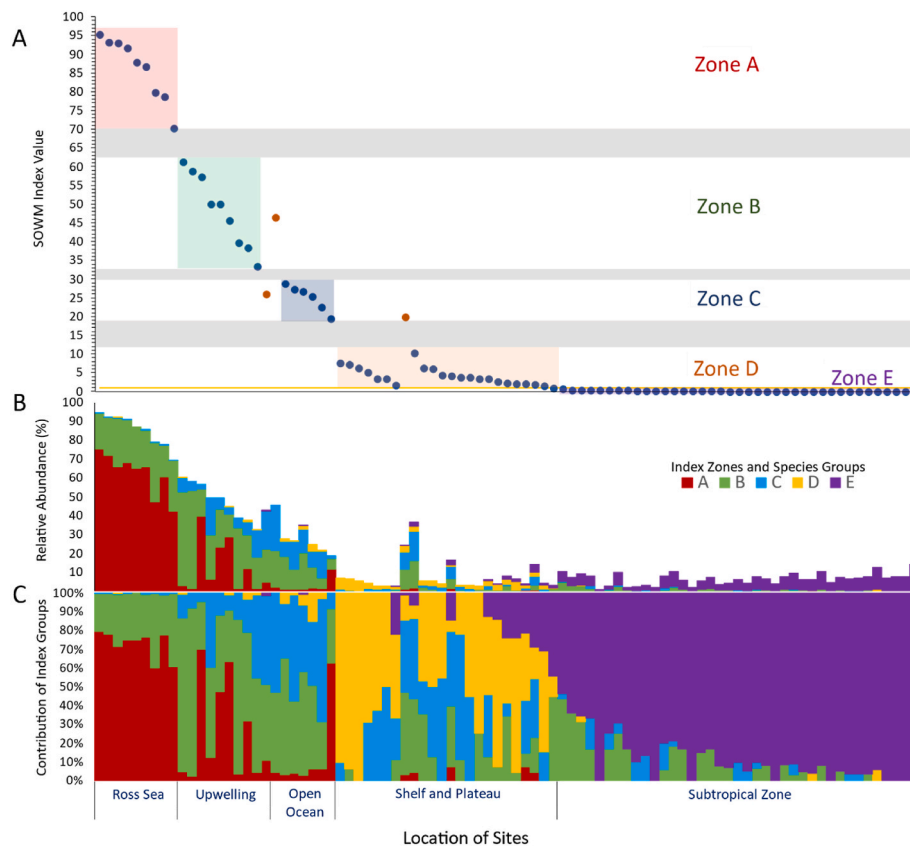 A
SOWM Index Value
100
95
90
85
80
75
70
65
60
55
50
45
40
35
30
25
20
15
10
5
0
Zone A
Zone B
Zone C
Zone D
Zone E
B
Relative Abundance (%)
100
90
80
70
60
50
40
30
20
10
Index Zones and Species Groups
A B C D E
C
Contribution of Index Groups
100%
90%
80%
70%
60%
50%
40%
30%
20%
10%
0%
Ross Sea Upwelling Open Shelf and Plateau Subtropical Zone
Ocean
Location of Sites